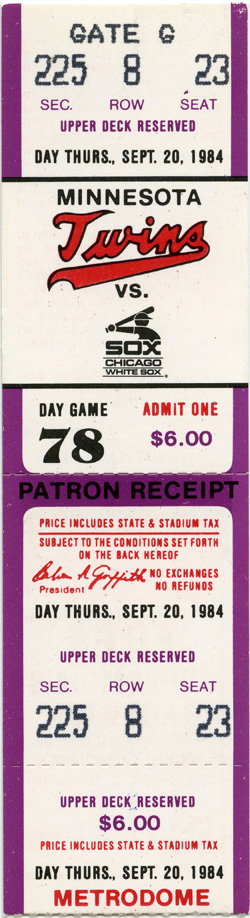 GATE G
225 8 23
SEC. ROW SEAT
UPPER DECK RESERVED
DAY THURS., SEPT. 20, 1984
MINNESOTA
Twins
VS.
SOX
CHICAGO
WHITE SOX
DAY GAME ADMIT ONE
78 $6.00
PATRON RECEIPT
PRICE INCLUDES STATE & STADIUM TAX
SUBJECT TO THE CONDITIONS SET FORTH
ON THE BACK HEREOF
Calvin R. Griffith NO EXCHANGES
President NO REFUNDS
DAY THURS., SEPT. 20, 1984
UPPER DECK RESERVED
SEC. ROW SEAT
225 8 23
UPPER DECK RESERVED
$6.00
PRICE INCLUDES STATE & STADIUM TAX
DAY THURS., SEPT. 20, 1984
METRODOME